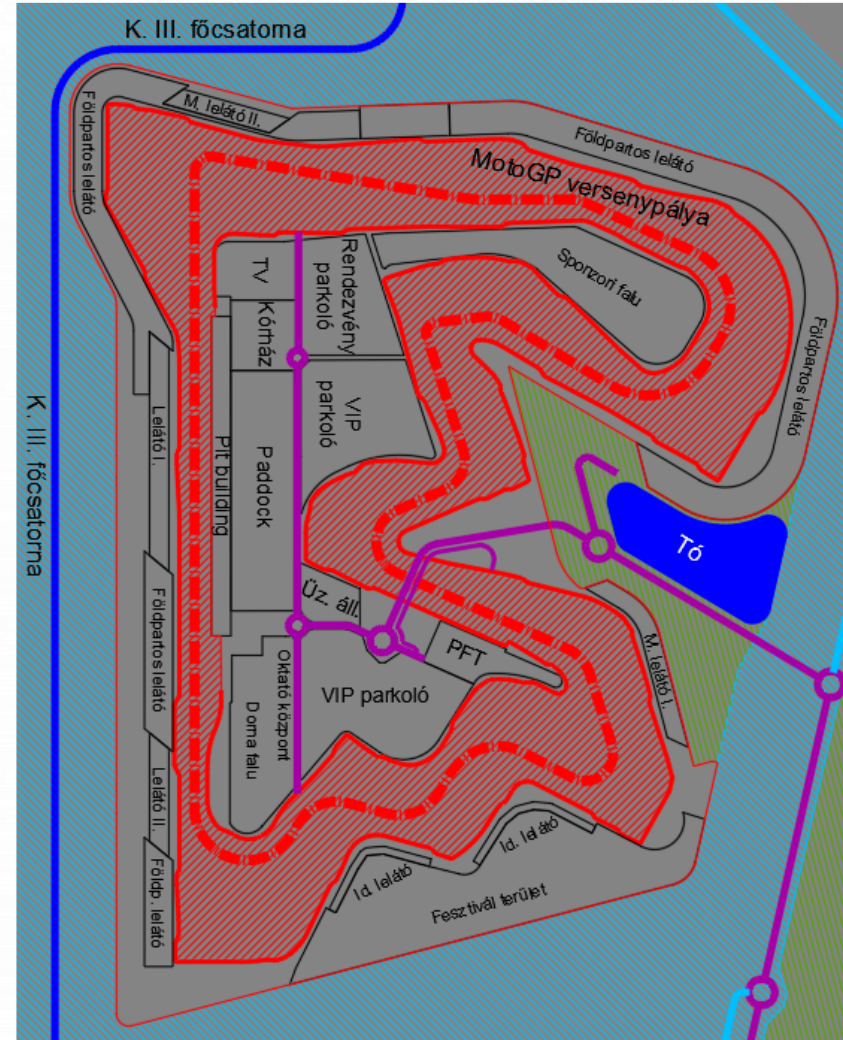 K. III. főcsatorna
M. lelátó II.
Földpartos lelátó
Földpartos lelátó
MotoGP versenypálya
Rendezvény
parkoló
TV
Sponzori falu
Kórház
Földpartos lelátó
VIP
parkoló
K. III. főcsatorna
Lelátó I.
Pit building
Paddock
Tó
Üz. áll.
Földpartos lelátó
PFT
M. lelátó I.
Oktató központ
VIP parkoló
Dorna falu
Lelátó II.
Id. lelátó
Id. lelátó
Földp. lelátó
Fesztivál terület